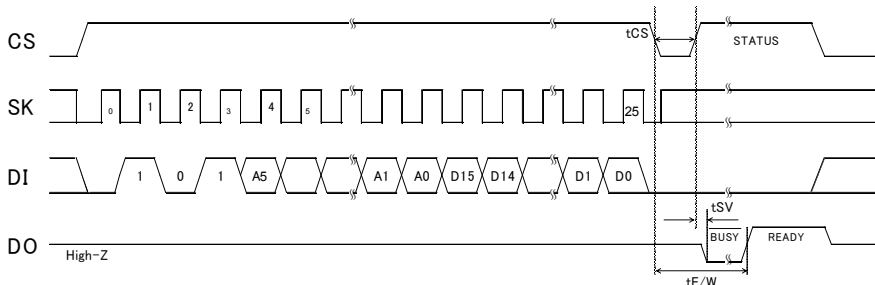 CS
tCS
STATUS
SK
0 1 2 3 4 5 25
DI
1 0 1 A5 A1 A0 D15 D14 D1 D0
tSV
DO
High-Z
BUSY
READY
tE/W